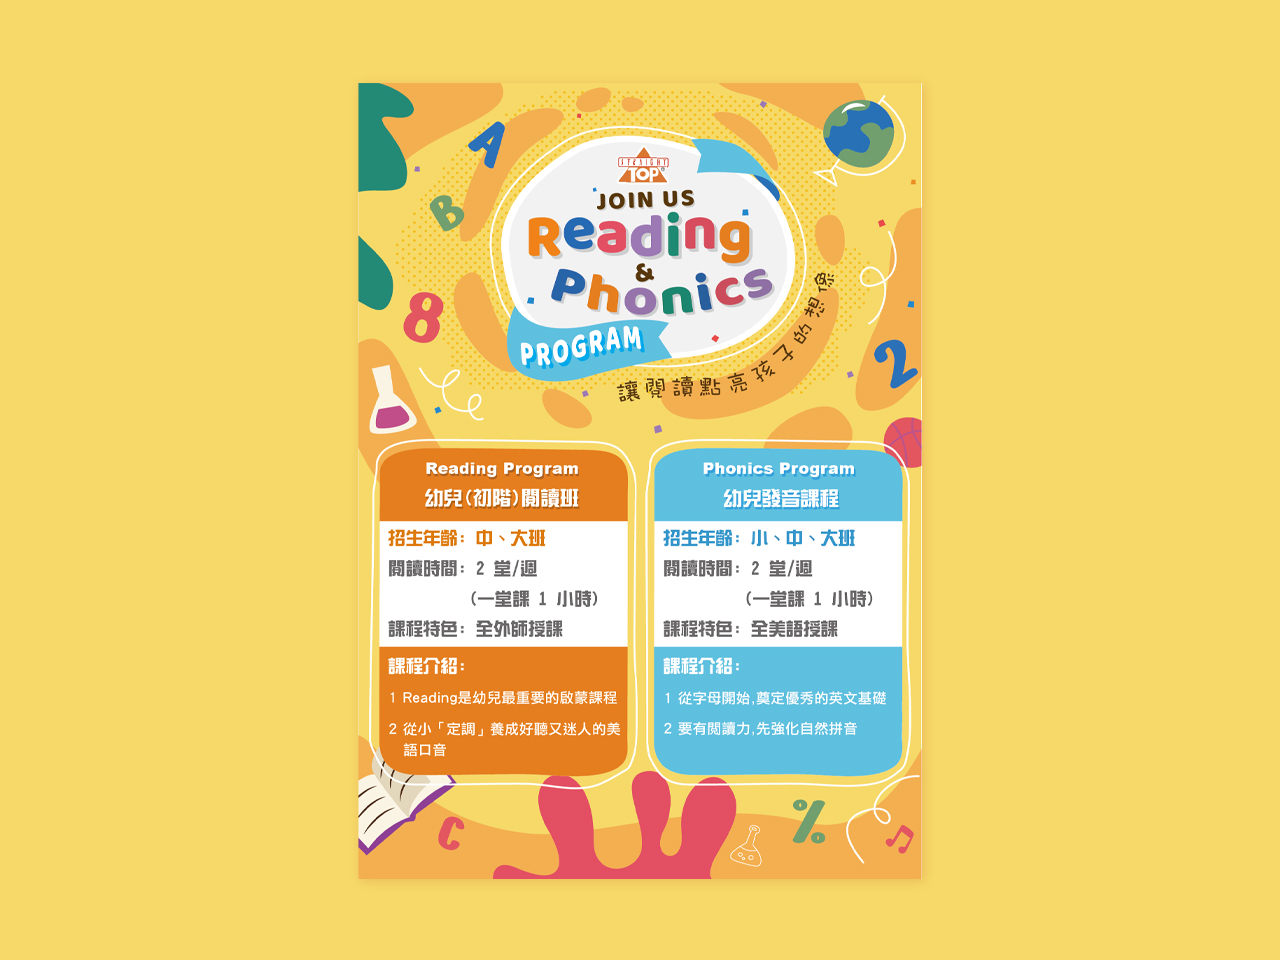 A
B
8
2
STRAIGHT
TOP®
JOIN US
Reading
&
Phonics
PROGRAM
讓閱讀點亮孩子的想像
Reading Program
幼兒(初階)閱讀班
招生年齡: 中、大班
閱讀時間: 2 堂/週
(一堂課 1 小時)
課程特色: 全外師授課
課程介紹:
1 Reading是幼兒最重要的啟蒙課程
2 從小「定調」養成好聽又迷人的美
語口音
Phonics Program
幼兒發音課程
招生年齡: 小、中、大班
閱讀時間: 2 堂/週
(一堂課 1 小時)
課程特色: 全美語授課
課程介紹:
1 從字母開始,奠定優秀的英文基礎
2 要有閱讀力,先強化自然拼音
C
%